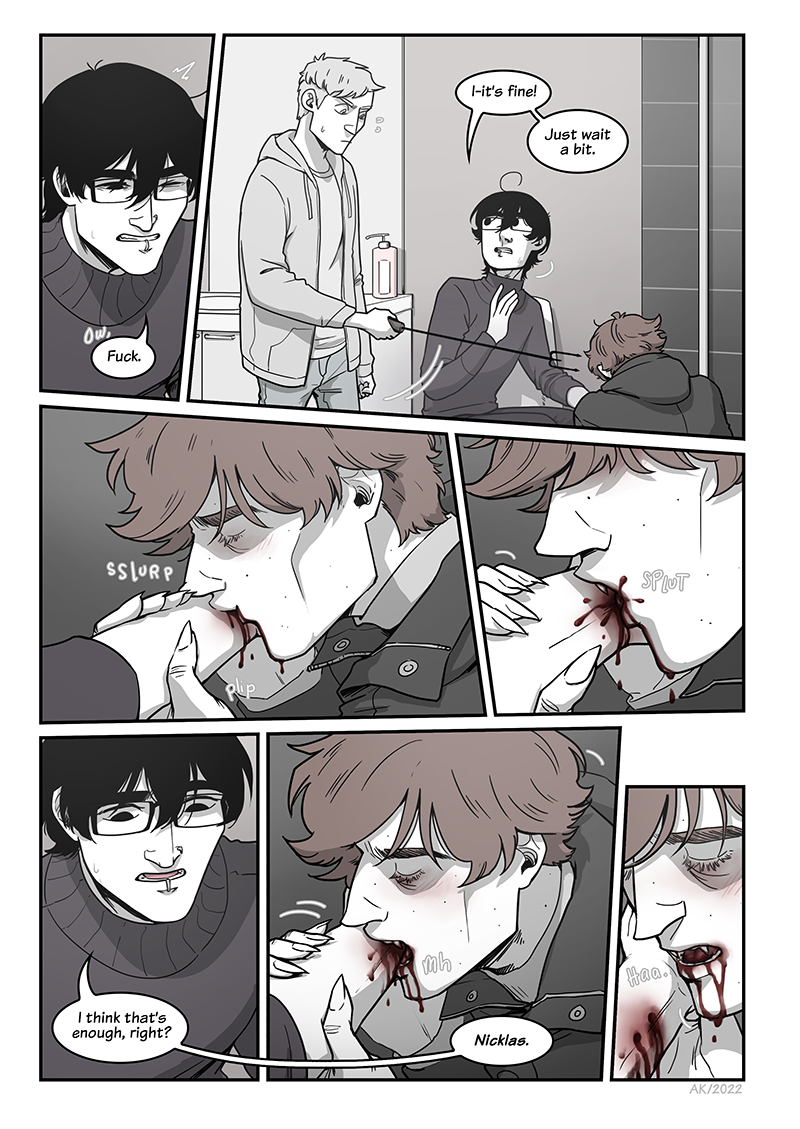 Ow,
Fuck.
I-it's fine!
Just wait
a bit.
SSLURP
plip
SPLUT
I think that's
enough, right?
Nicklas.
mh
Haa.
AK/2022